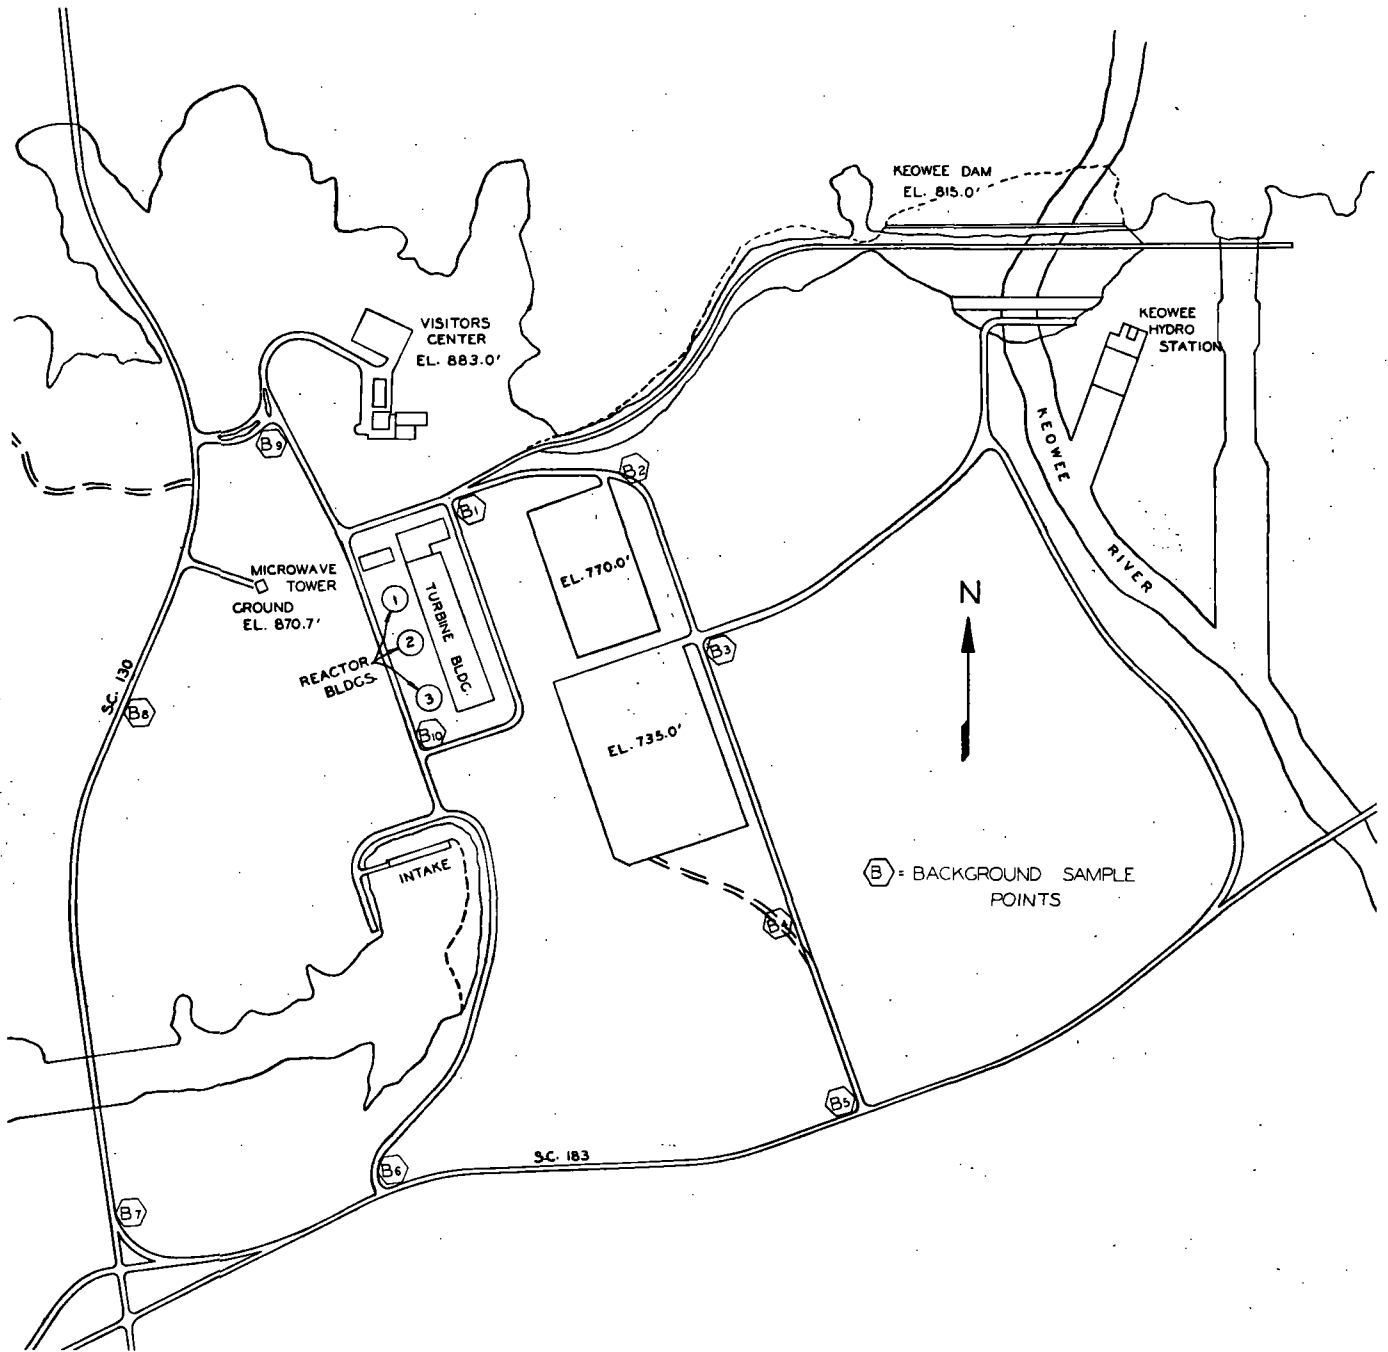 KEOWEE DAM
EL. 815.0'
VISITORS
CENTER
EL. 883.0'
KEOWEE
HYDRO
STATION
KEOWEE
RIVER
B9
B2
B1
MICROWAVE
TOWER
GROUND
EL. 870.7'
EL. 770.0'
TURBINE BLDG.
1
2
3
REACTOR
BLDGS.
N
B3
S.C. 130
B8
B10
EL. 735.0'
INTAKE
B = BACKGROUND SAMPLE
POINTS
B5
S.C. 183
B6
B7